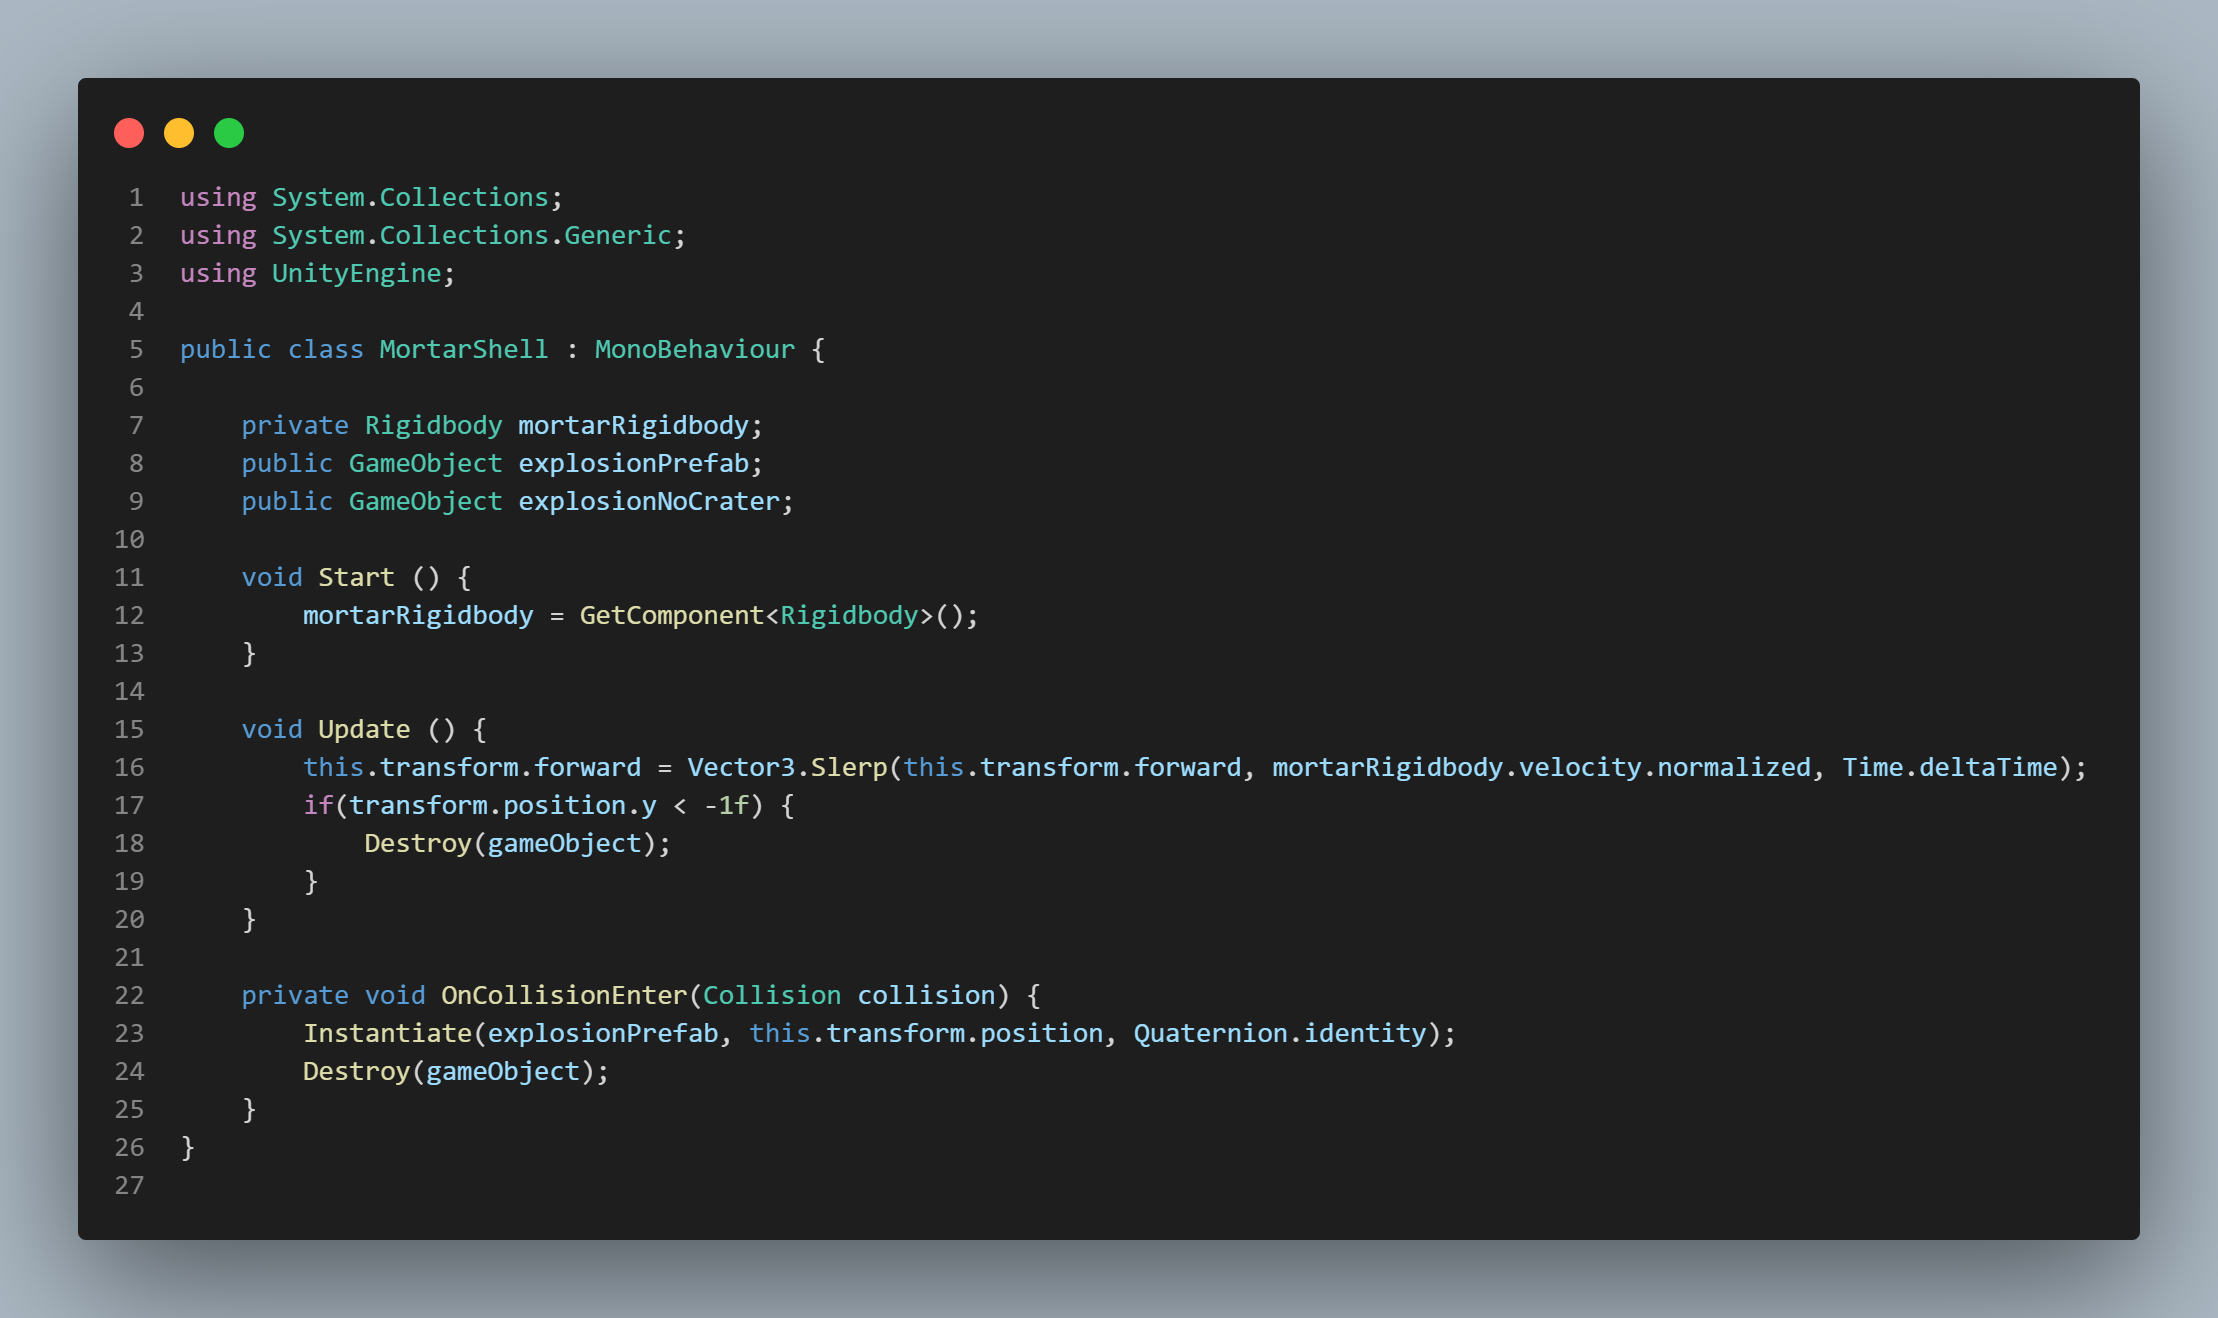 1 using System.Collections;
2 using System.Collections.Generic;
3 using UnityEngine;
4
5 public class MortarShell : MonoBehaviour {
6
7     private Rigidbody mortarRigidbody;
8     public GameObject explosionPrefab;
9     public GameObject explosionNoCrater;
10
11     void Start () {
12         mortarRigidbody = GetComponent<Rigidbody>();
13     }
14
15     void Update () {
16         this.transform.forward = Vector3.Slerp(this.transform.forward, mortarRigidbody.velocity.normalized, Time.deltaTime);
17         if(transform.position.y < -1f) {
18             Destroy(gameObject);
19         }
20     }
21
22     private void OnCollisionEnter(Collision collision) {
23         Instantiate(explosionPrefab, this.transform.position, Quaternion.identity);
24         Destroy(gameObject);
25     }
26 }
27